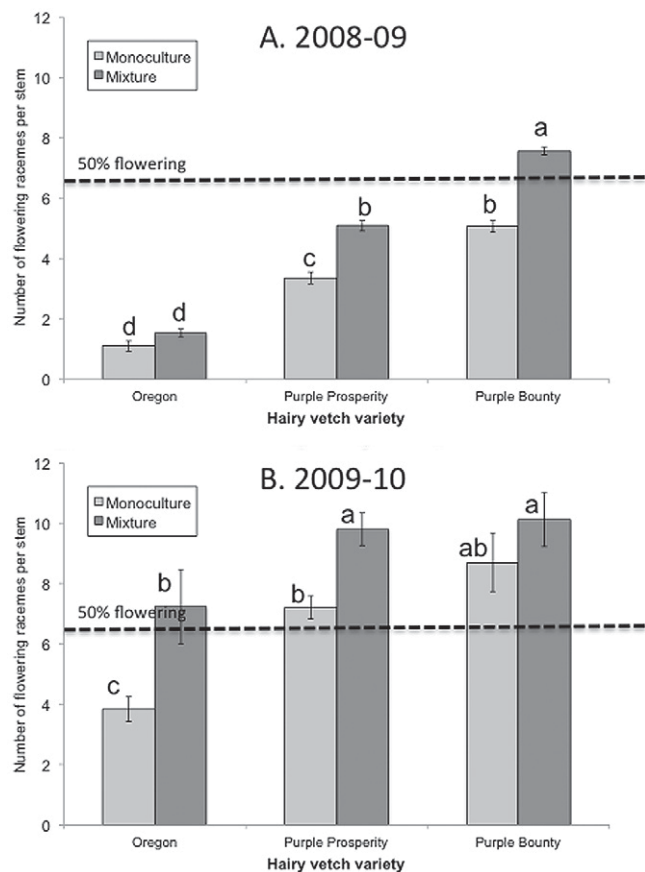 A. 2008-09
Monoculture
Mixture
50% flowering
Number of flowering racemes per stem
12
10
8
6
4
2
0
d
d
c
b
b
a
Oregon
Purple Prosperity
Purple Bounty
Hairy vetch variety
B. 2009-10
Monoculture
Mixture
50% flowering
Number of flowering racemes per stem
12
10
8
6
4
2
0
c
b
b
a
ab
a
Oregon
Purple Prosperity
Purple Bounty
Hairy vetch variety